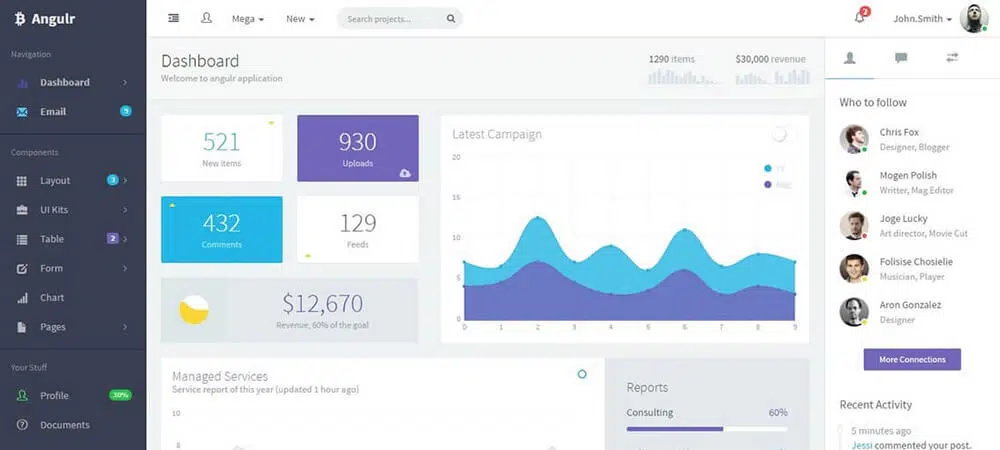 Angulr
Navigation
Dashboard
Email 9
Components
Layout 3
UI Kits
Table 2
Form
Chart
Pages
Your Stuff
Profile 30%
Documents
Mega
New
Search projects...
2
John.Smith
Dashboard
Welcome to angulr application
1290 items
$30,000 revenue
521
New items
930
Uploads
432
Comments
129
Feeds
$12,670
Revenue, 60% of the goal
Latest Campaign
20
15
10
5
0
0 1 2 3 4 5 6 7 8 9
Managed Services
Service report of this year (updated 1 hour ago)
10
8
Reports
Consulting 60%
Who to follow
Chris Fox
Designer, Blogger
Mogen Polish
Writter, Mag Editor
Joge Lucky
Art director, Movie Cut
Folisise Chosielle
Musician, Player
Aron Gonzalez
Designer
More Connections
Recent Activity
5 minutes ago
Jessi commented your post.